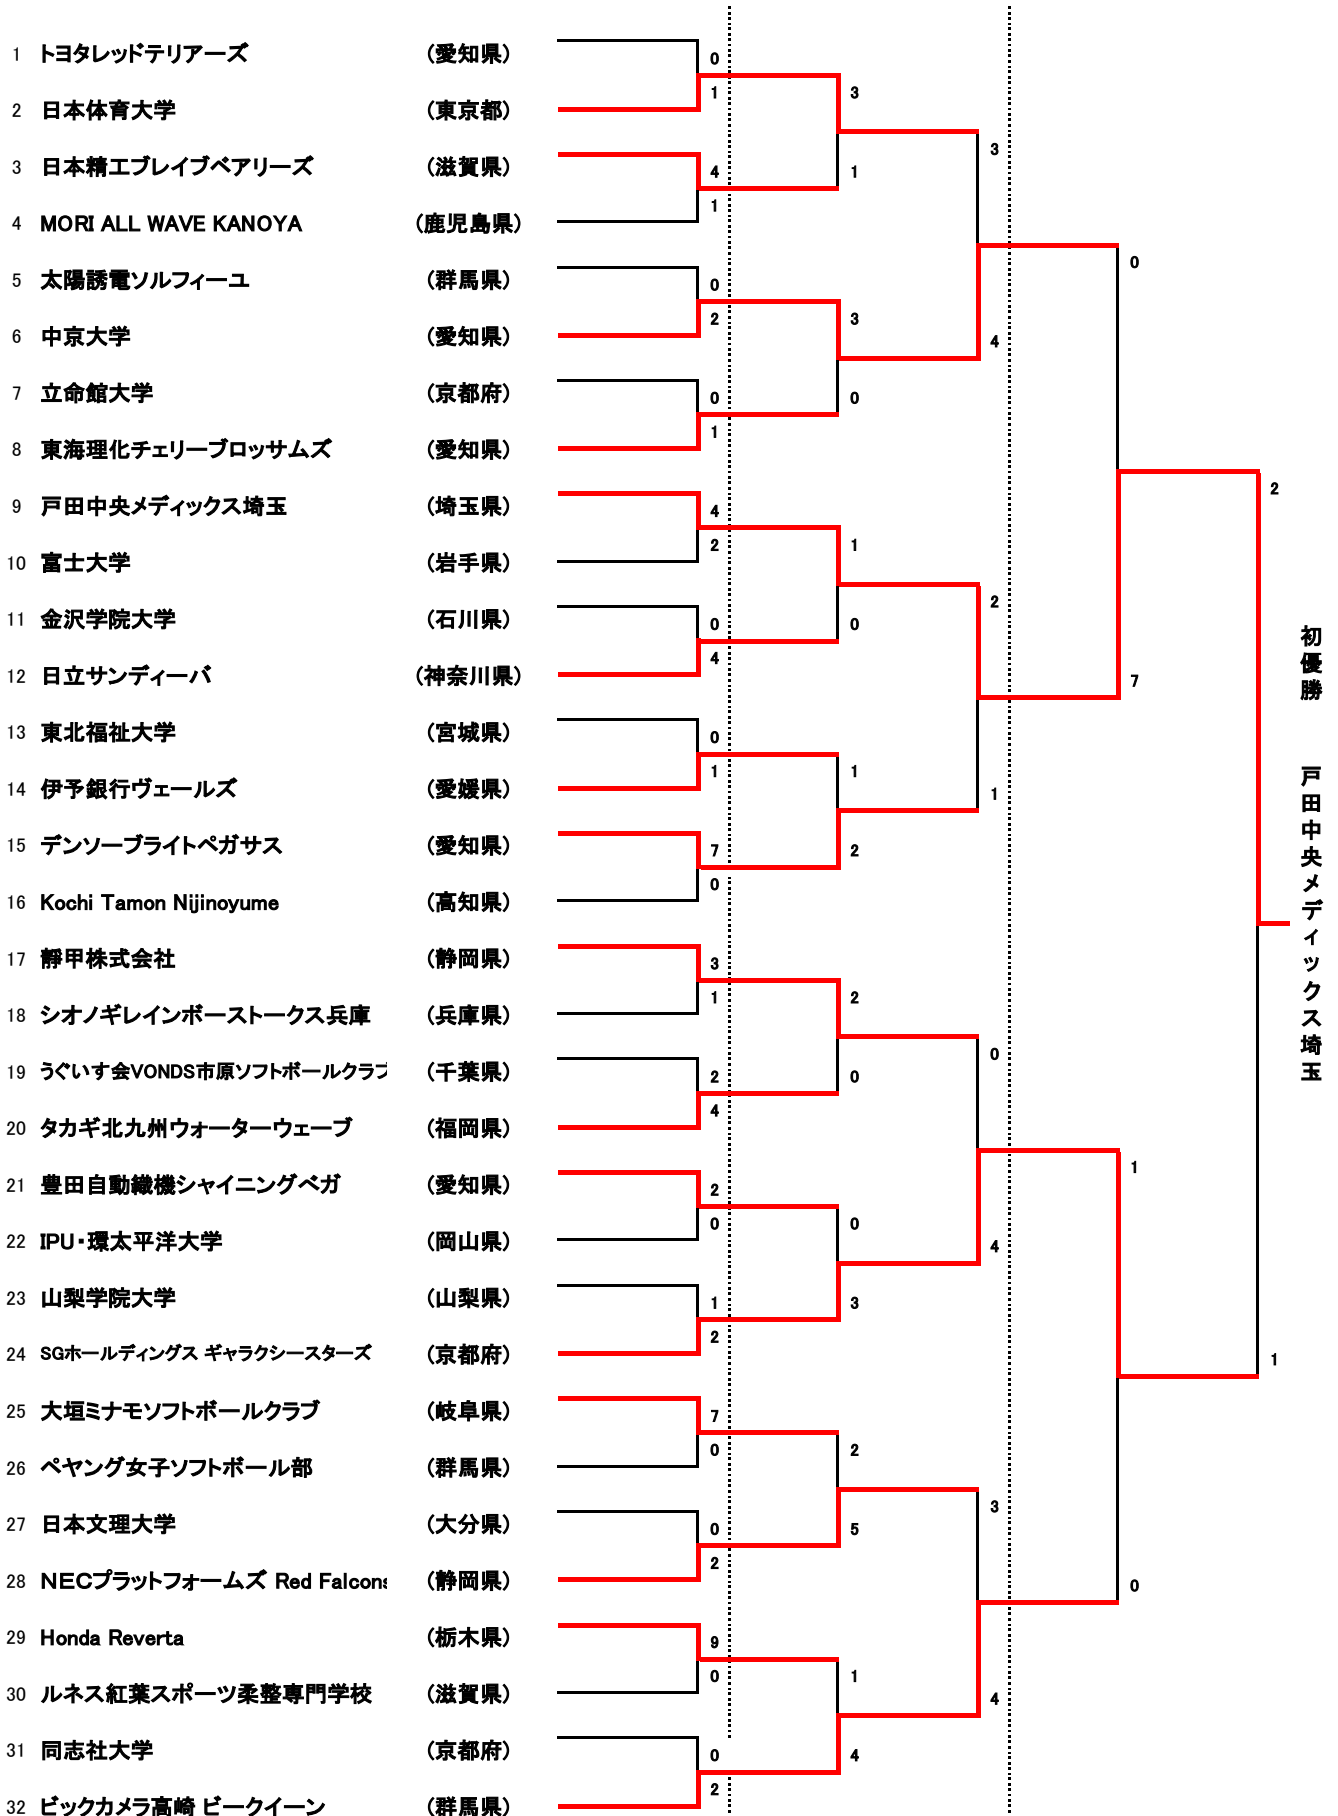 1 トヨタレッドテリアーズ (愛知県)
0
1
2 日本体育大学 (東京都)
3
3
3 日本精工ブレイブベアリーズ (滋賀県)
4
1
1
4 MORI ALL WAVE KANOYA (鹿児島県)
0
5 太陽誘電ソルフィーユ (群馬県)
0
2
3
4
6 中京大学 (愛知県)
7 立命館大学 (京都府)
0
0
1
8 東海理化チェリーブロッサムズ (愛知県)
2
9 戸田中央メディックス埼玉 (埼玉県)
4
2
1
10 富士大学 (岩手県)
2
11 金沢学院大学 (石川県)
0
0
4
12 日立サンディーバ (神奈川県)
7
13 東北福祉大学 (宮城県)
0
1
1
1
14 伊予銀行ヴェールズ (愛媛県)
15 デンソーブライトペガサス (愛知県)
7
2
0
16 Kochi Tamon Nijinoyume (高知県)
初優勝 戸田中央メディックス埼玉
17 靜甲株式会社 (静岡県)
3
1
2
18 シオノギレインボーストークス兵庫 (兵庫県)
0
19 うぐいす会VONDS市原ソフトボールクラブ (千葉県)
2
0
4
20 タカギ北九州ウォーターウェーブ (福岡県)
1
21 豊田自動織機シャイニングベガ (愛知県)
2
0
0
4
22 IPU・環太平洋大学 (岡山県)
23 山梨学院大学 (山梨県)
1
3
2
24 SGホールディングス ギャラクシースターズ (京都府)
1
25 大垣ミナモソフトボールクラブ (岐阜県)
7
0
2
26 ペヤング女子ソフトボール部 (群馬県)
3
27 日本文理大学 (大分県)
0
5
2
28 NECプラットフォームズ Red Falcons (静岡県)
0
29 Honda Reverta (栃木県)
9
0
1
4
30 ルネス紅葉スポーツ柔整専門学校 (滋賀県)
31 同志社大学 (京都府)
0
4
2
32 ビックカメラ高崎 ビークイーン (群馬県)